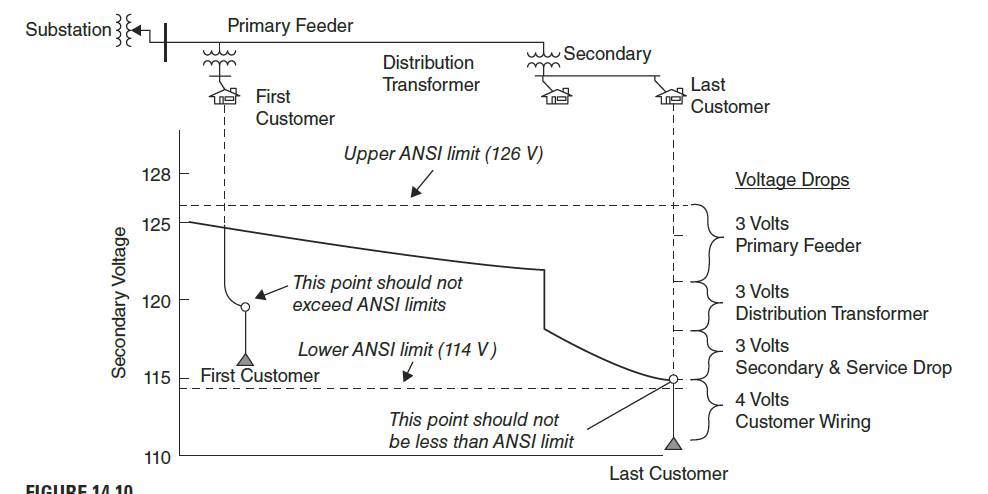 Substation
Primary Feeder
Distribution
Transformer
Secondary
First
Customer
Last
Customer
Upper ANSI limit (126 V)
Voltage Drops
128
125
120
115
110
Secondary Voltage
3 Volts
Primary Feeder
This point should not
exceed ANSI limits
3 Volts
Distribution Transformer
Lower ANSI limit (114 V)
3 Volts
Secondary & Service Drop
First Customer
4 Volts
Customer Wiring
This point should not
be less than ANSI limit
Last Customer
FIGURE 14.10